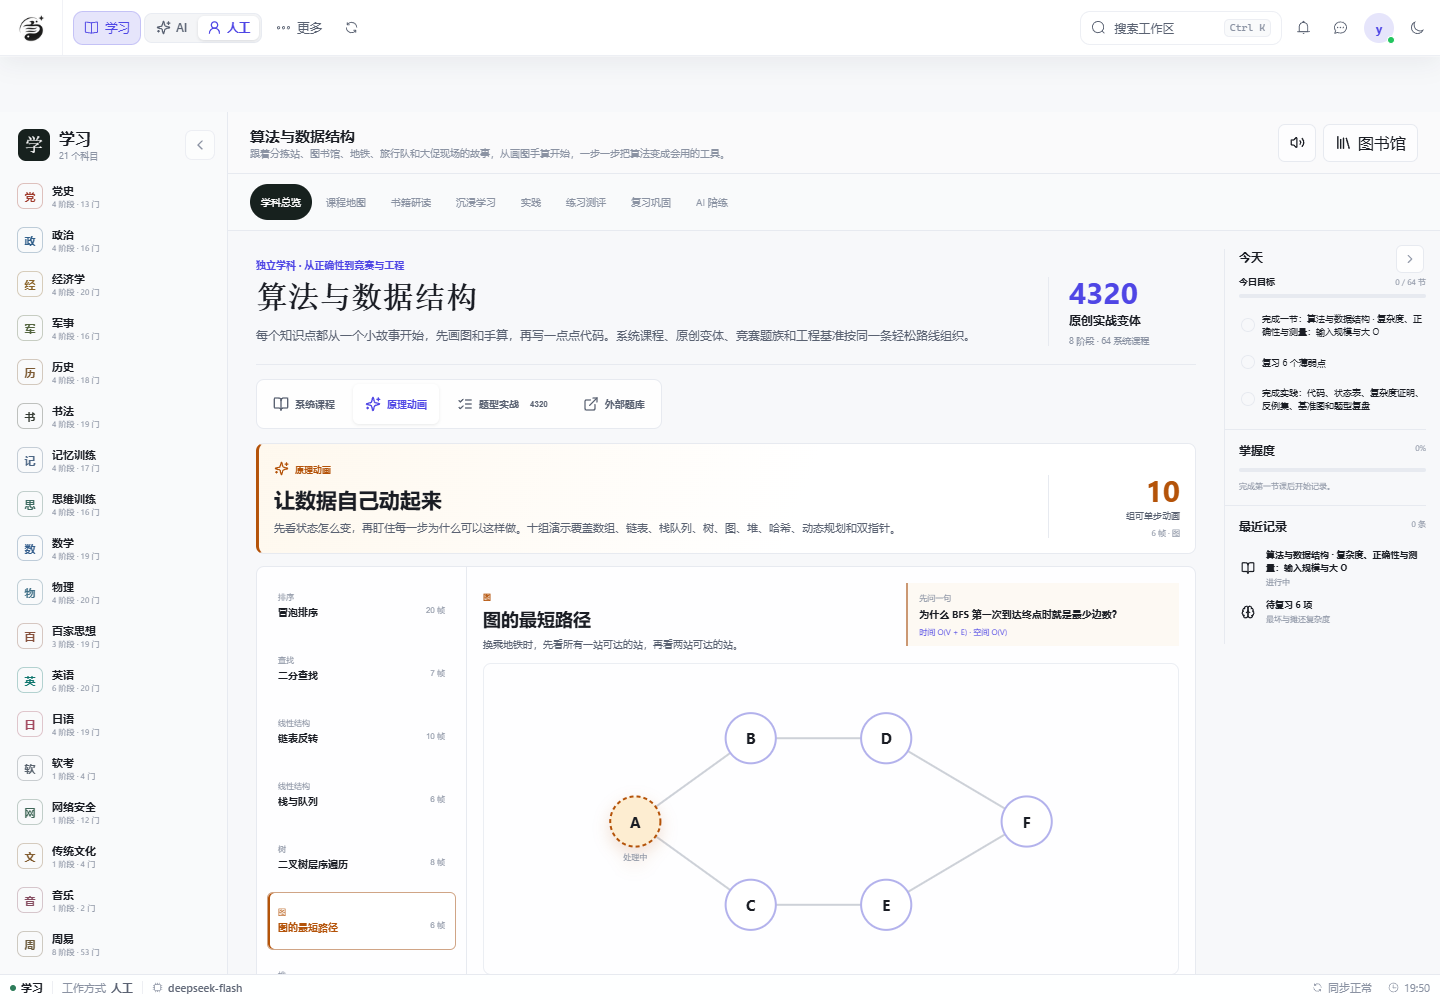 学习
AI
人工
更多
搜索工作区
Ctrl K
y
学
学习
21 个科目
党
党史
4 阶段 · 13 门
政
政治
4 阶段 · 16 门
经
经济学
4 阶段 · 20 门
军
军事
4 阶段 · 16 门
历
历史
4 阶段 · 18 门
书
书法
4 阶段 · 19 门
记
记忆训练
4 阶段 · 17 门
思
思维训练
4 阶段 · 16 门
数
数学
4 阶段 · 19 门
物
物理
4 阶段 · 20 门
百
百家思想
3 阶段 · 19 门
英
英语
6 阶段 · 20 门
日
日语
4 阶段 · 19 门
软
软考
1 阶段 · 4 门
网
网络安全
1 阶段 · 12 门
文
传统文化
1 阶段 · 4 门
音
音乐
1 阶段 · 2 门
周
周易
8 阶段 · 53 门
算法与数据结构
跟着分拣站、图书馆、地铁、旅行队和大促现场的故事，从画图手算开始，一步一步把算法变成会用的工具。
图书馆
学科总览
课程地图
书籍研读
沉浸学习
实践
练习测评
复习巩固
AI 陪练
独立学科 · 从正确性到竞赛与工程
算法与数据结构
每个知识点都从一个小故事开始，先画图和手算，再写一点点代码。系统课程、原创变体、竞赛题族和工程基准按同一条轻松路线组织。
4320
原创实战变体
8 阶段 · 64 系统课程
系统课程
原理动画
题型实战 4320
外部题库
原理动画
让数据自己动起来
先看状态怎么变，再盯住每一步为什么可以这样做。十组演示覆盖数组、链表、栈队列、树、图、堆、哈希、动态规划和双指针。
10
组可单步动画
6 帧 · 图
排序
冒泡排序
20 帧
查找
二分查找
7 帧
线性结构
链表反转
10 帧
线性结构
栈与队列
6 帧
树
二叉树层序遍历
8 帧
图
图的最短路径
6 帧
图
图的最短路径
换乘地铁时，先看所有一站可达的站，再看两站可达的站。
先问一句
为什么 BFS 第一次到达终点时就是最少边数？
时间 O(V + E) · 空间 O(V)
B
D
A
处理中
F
C
E
今天
今日目标
0 / 64 节
完成一节：算法与数据结构 · 复杂度、正
确性与测量：输入规模与大 O
复习 6 个薄弱点
完成实践：代码、状态表、复杂度证明、
反例集、基准图和题型复盘
掌握度
0%
完成第一节课后开始记录。
最近记录
0 条
算法与数据结构 · 复杂度、正确性与测
量：输入规模与大 O
进行中
待复习 6 项
最坏与摊还复杂度
学习
工作方式 人工
deepseek-flash
同步正常
19:50